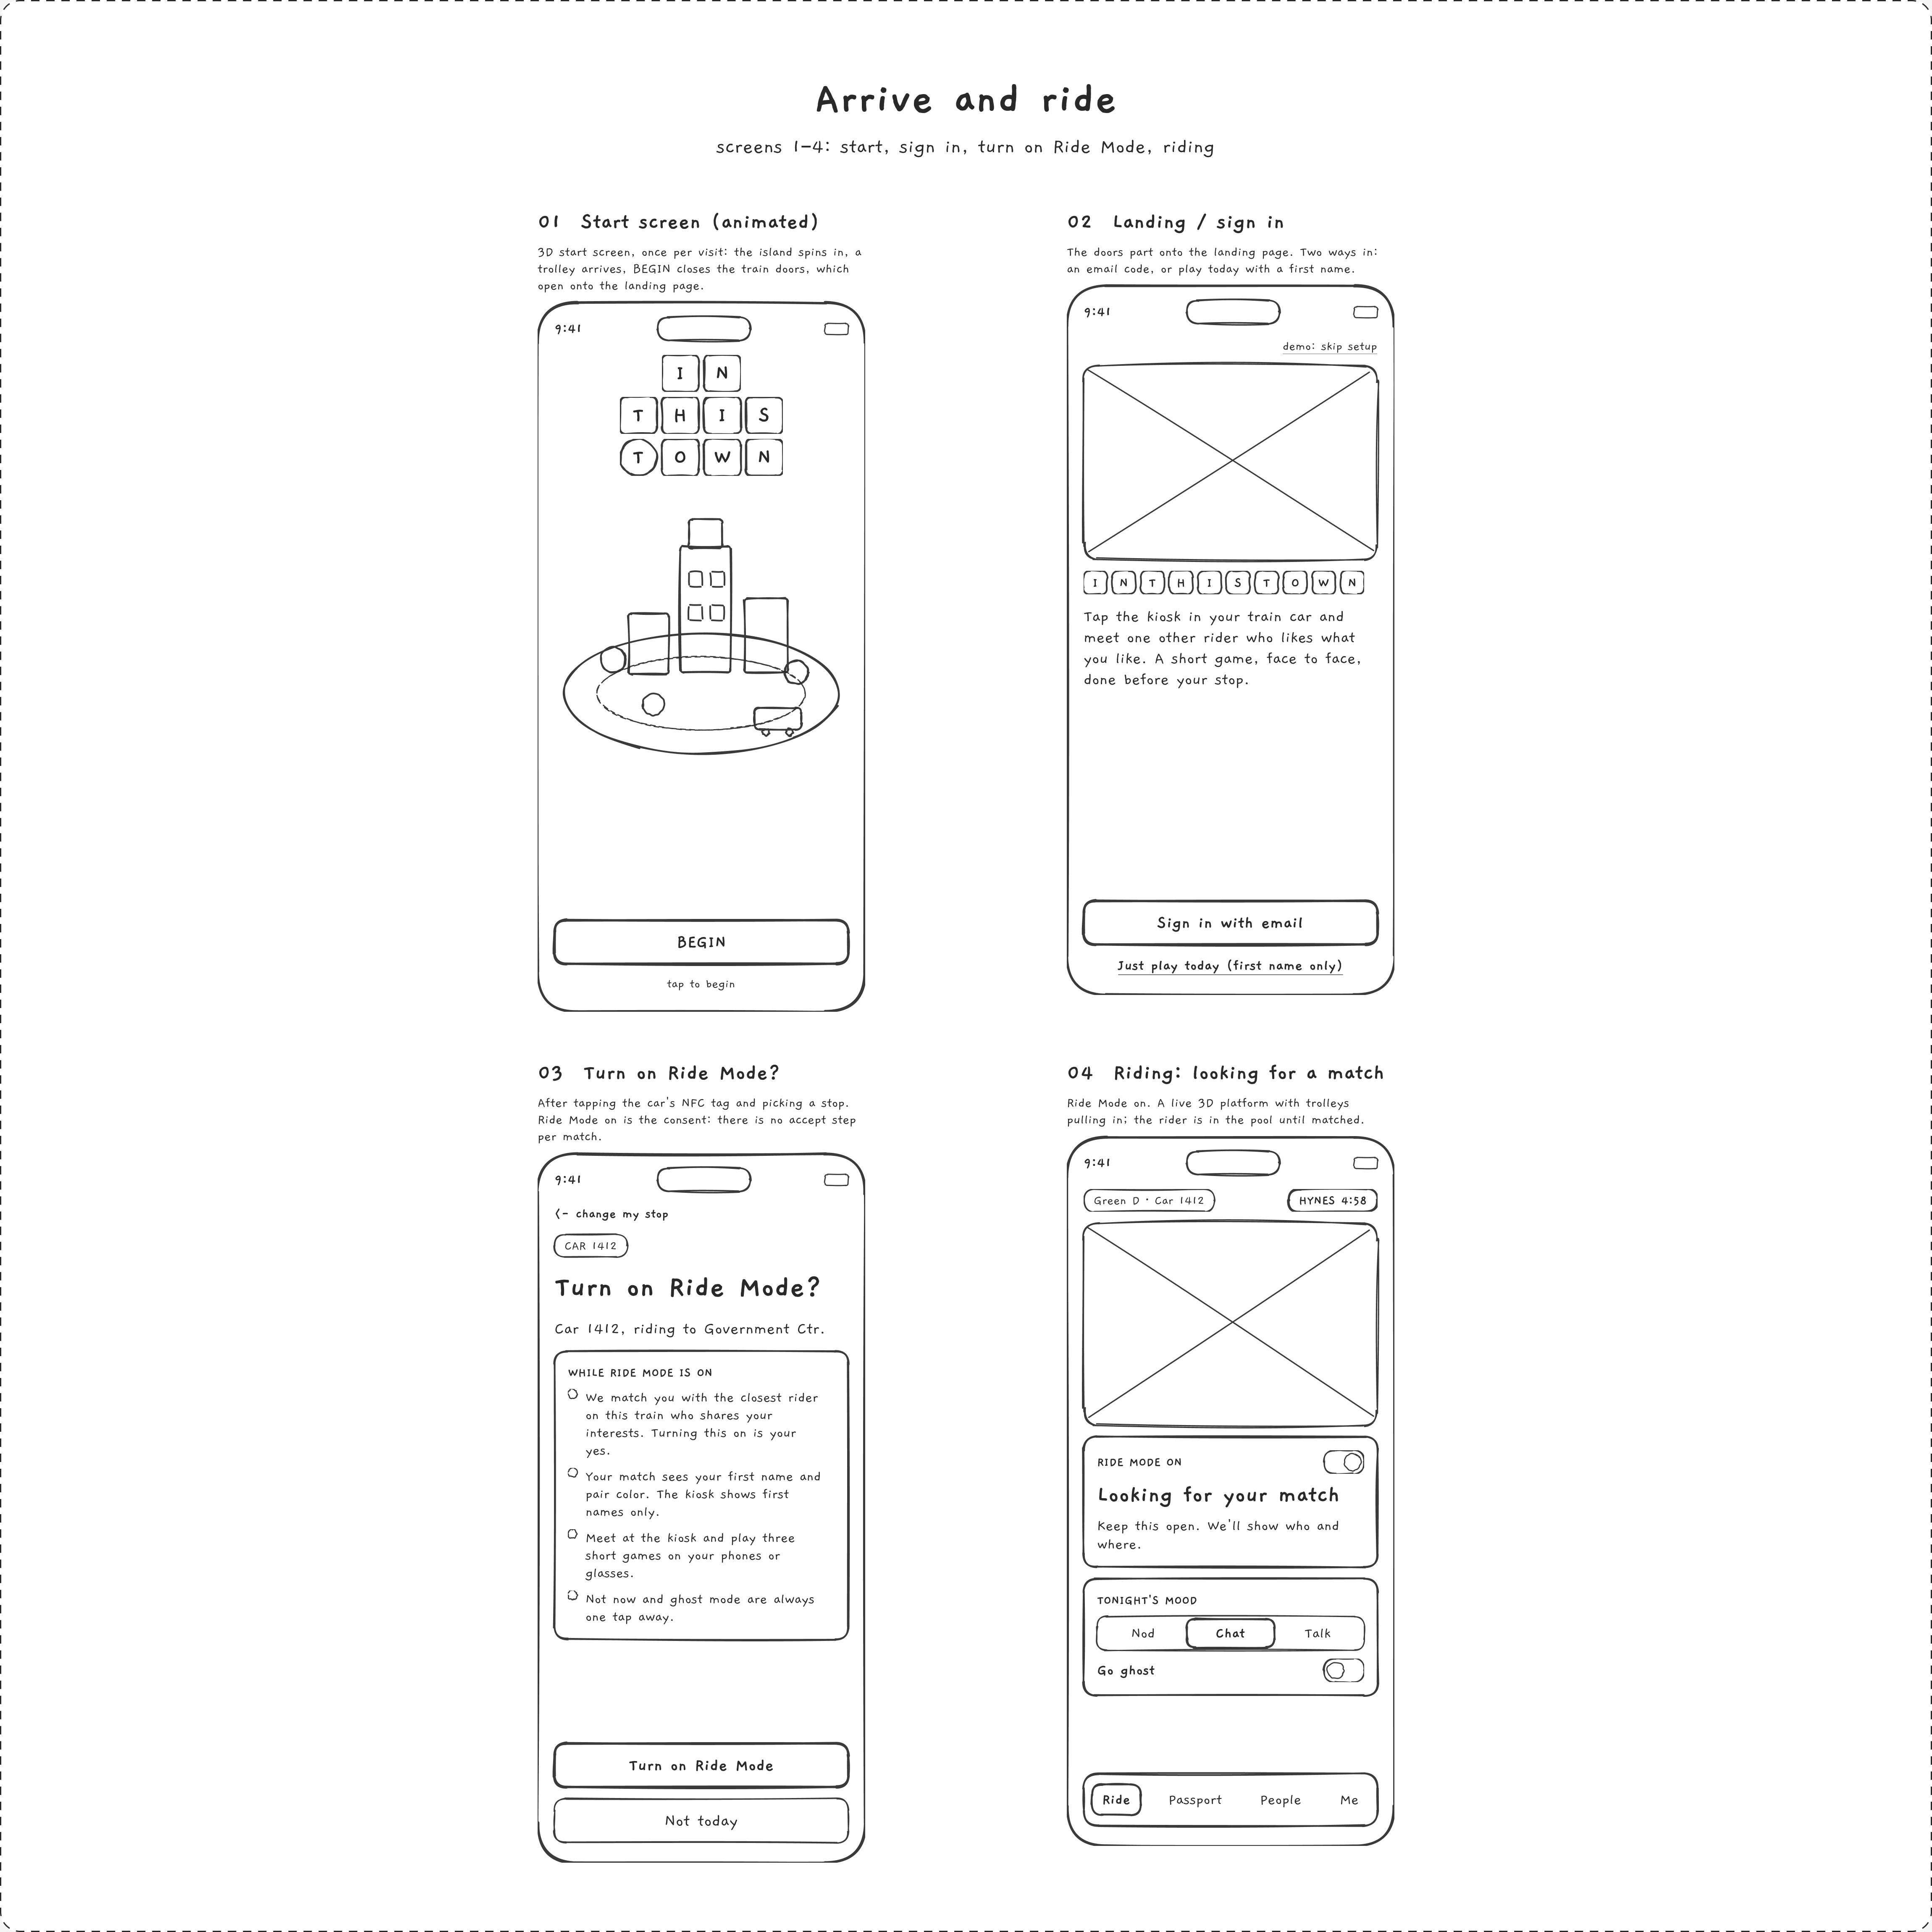 Arrive and ride
screens 1–4: start, sign in, turn on Ride Mode, riding
01 Start screen (animated)
3D start screen, once per visit: the island spins in, a
trolley arrives, BEGIN closes the train doors, which
open onto the landing page.
9:41
I N
T H I S
T O W N
BEGIN
tap to begin
02 Landing / sign in
The doors part onto the landing page. Two ways in:
an email code, or play today with a first name.
9:41
demo: skip setup
I N T H I S T O W N
Tap the kiosk in your train car and
meet one other rider who likes what
you like. A short game, face to face,
done before your stop.
Sign in with email
Just play today (first name only)
03 Turn on Ride Mode?
After tapping the car's NFC tag and picking a stop.
Ride Mode on is the consent: there is no accept step
per match.
9:41
<- change my stop
CAR 1412
Turn on Ride Mode?
Car 1412, riding to Government Ctr.
WHILE RIDE MODE IS ON
We match you with the closest rider
on this train who shares your
interests. Turning this on is your
yes.
Your match sees your first name and
pair color. The kiosk shows first
names only.
Meet at the kiosk and play three
short games on your phones or
glasses.
Not now and ghost mode are always
one tap away.
Turn on Ride Mode
Not today
04 Riding: looking for a match
Ride Mode on. A live 3D platform with trolleys
pulling in; the rider is in the pool until matched.
9:41
Green D · Car 1412
HYNES 4:58
RIDE MODE ON
Looking for your match
Keep this open. We'll show who and
where.
TONIGHT'S MOOD
Nod Chat Talk
Go ghost
Ride Passport People Me